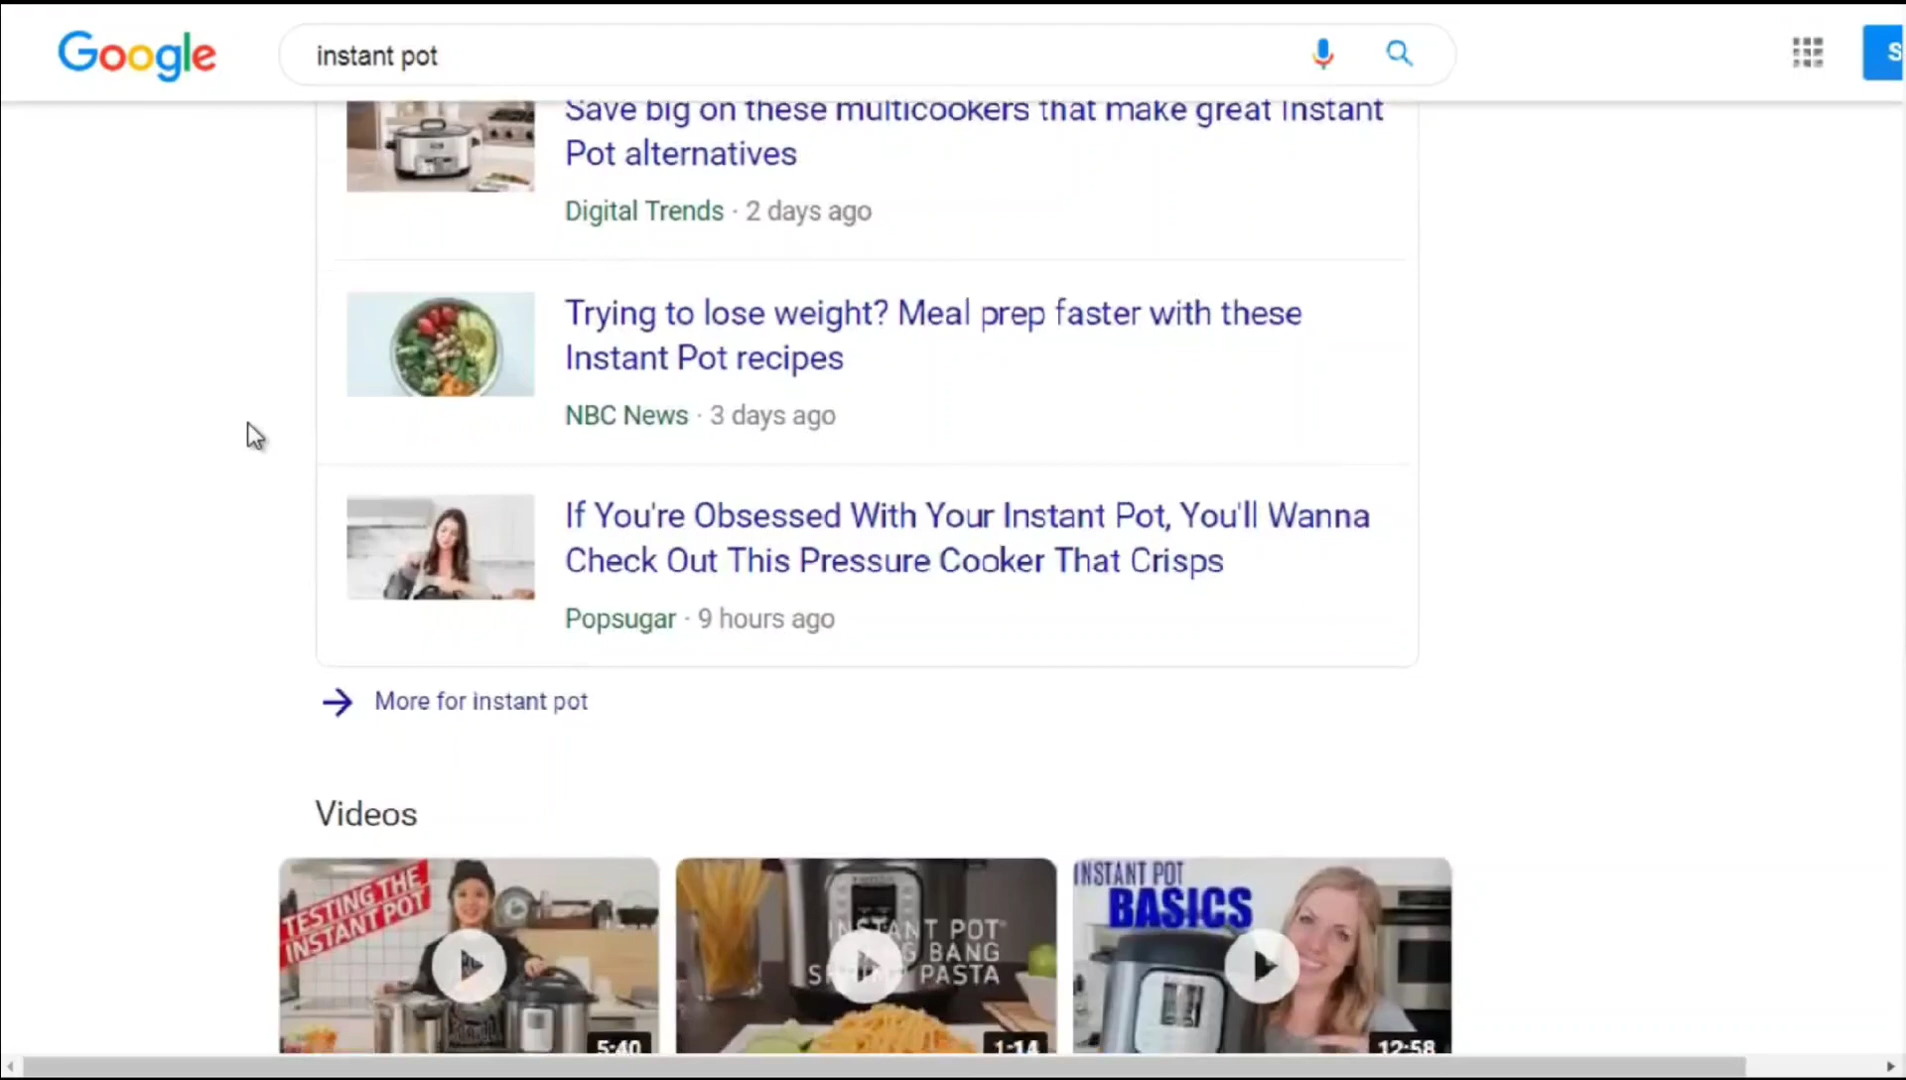 Google
instant pot
S
Save big on these multicookers that make great Instant
Pot alternatives
Digital Trends · 2 days ago
Trying to lose weight? Meal prep faster with these
Instant Pot recipes
NBC News · 3 days ago
If You're Obsessed With Your Instant Pot, You'll Wanna
Check Out This Pressure Cooker That Crisps
Popsugar · 9 hours ago
More for instant pot
Videos
TESTING THE
INSTANT POT
5:40
INSTANT POT
BANG
PASTA
1:14
INSTANT POT
BASICS
12:58